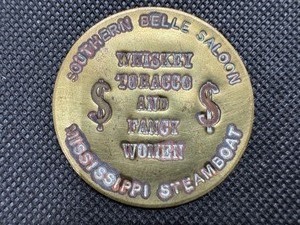 SOUTHERN BELLE SALOON
WHISKEY
TOBACCO
$ AND $
FANCY
WOMEN
MISSISSIPPI STEAMBOAT